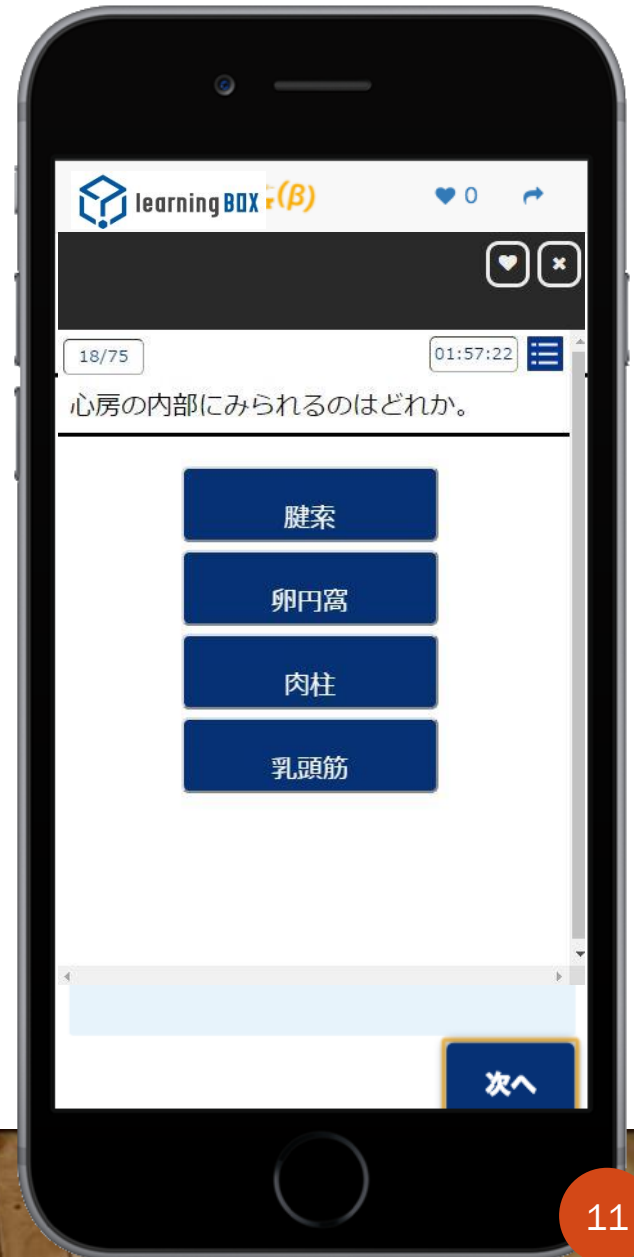 learningBOX (β)
0
18/75
01:57:22
心房の内部にみられるのはどれか。
腱索
卵円窩
肉柱
乳頭筋
次へ
11